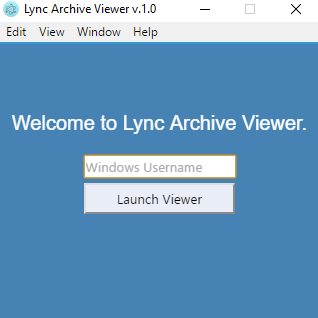 Lync Archive Viewer v.1.0
Edit View Window Help
Welcome to Lync Archive Viewer.
Windows Username
Launch Viewer